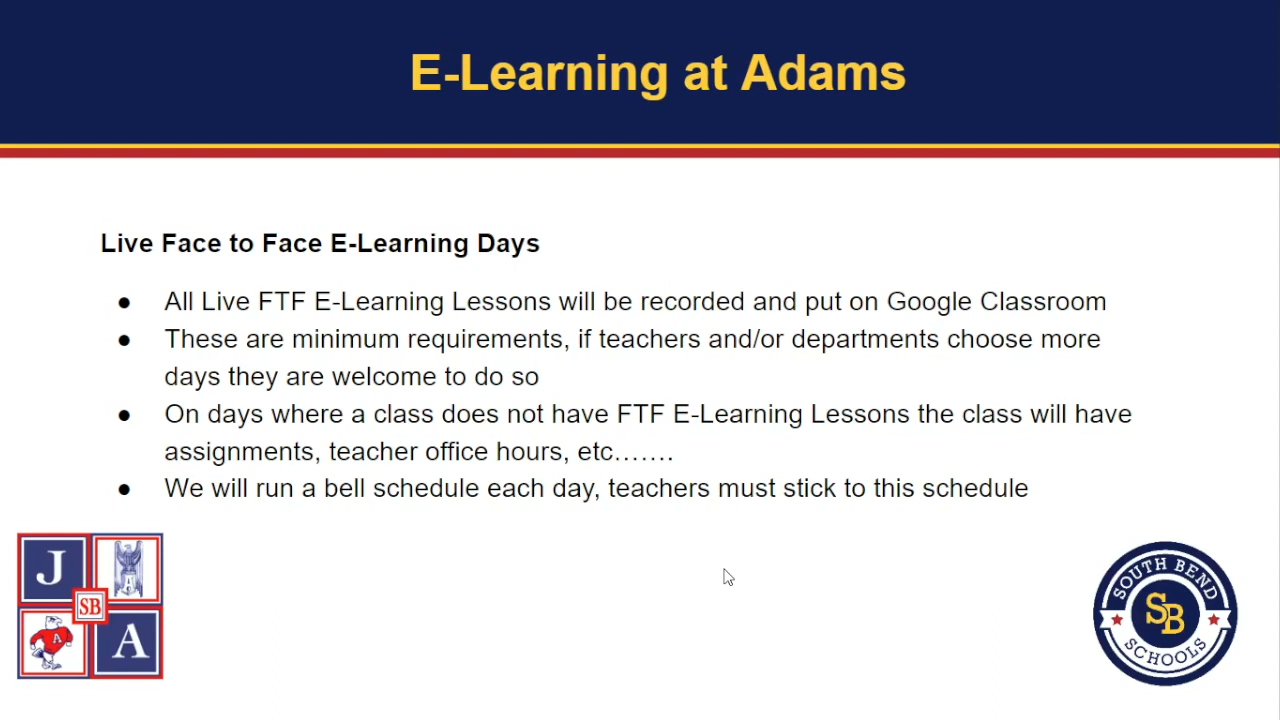 E-Learning at Adams
Live Face to Face E-Learning Days
● All Live FTF E-Learning Lessons will be recorded and put on Google Classroom
● These are minimum requirements, if teachers and/or departments choose more
days they are welcome to do so
● On days where a class does not have FTF E-Learning Lessons the class will have
assignments, teacher office hours, etc…….
● We will run a bell schedule each day, teachers must stick to this schedule
J
A
SB
A
A
SOUTH BEND
SB
SCHOOLS